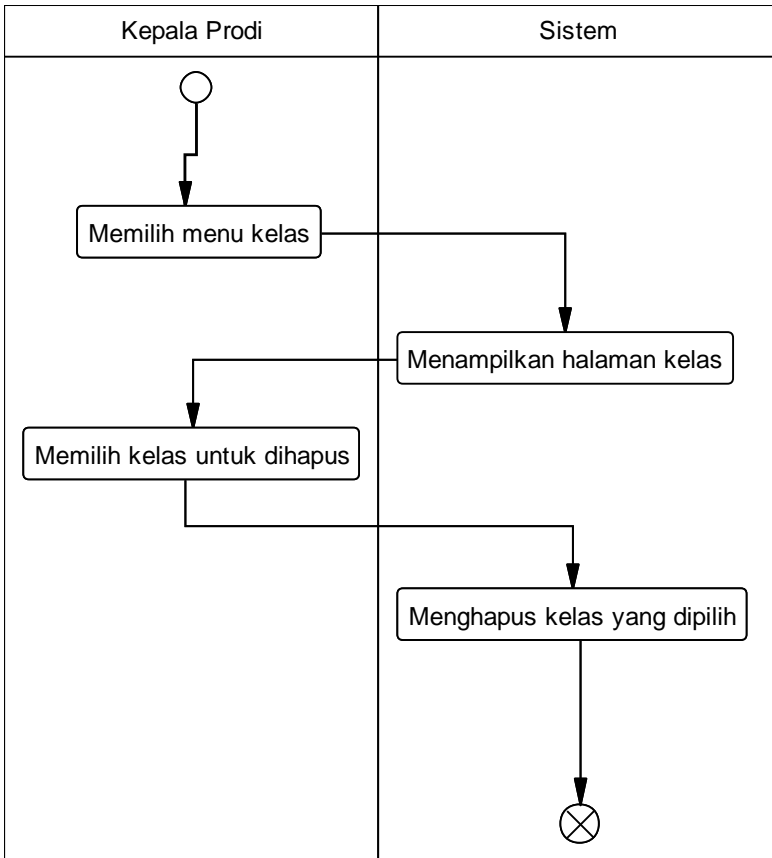 Kepala Prodi
Sistem
Memilih menu kelas
Menampilkan halaman kelas
Memilih kelas untuk dihapus
Menghapus kelas yang dipilih